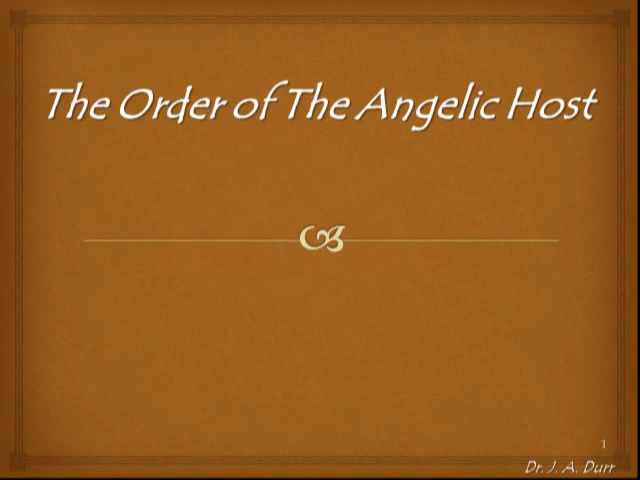 The Order of The Angelic Host
1
Dr. J. A. Durr